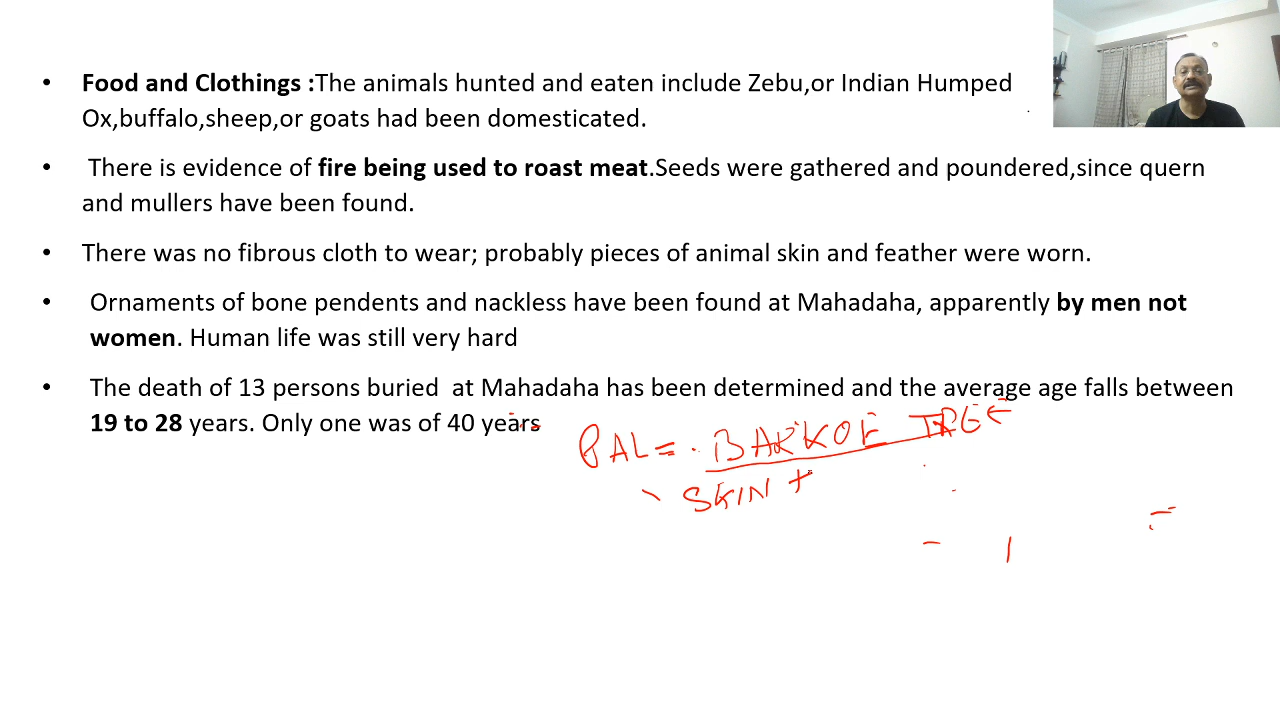 • Food and Clothings :The animals hunted and eaten include Zebu,or Indian Humped
Ox,buffalo,sheep,or goats had been domesticated.
• There is evidence of fire being used to roast meat.Seeds were gathered and poundered,since quern
and mullers have been found.
• There was no fibrous cloth to wear; probably pieces of animal skin and feather were worn.
• Ornaments of bone pendents and nackless have been found at Mahadaha, apparently by men not
women. Human life was still very hard
• The death of 13 persons buried at Mahadaha has been determined and the average age falls between
19 to 28 years. Only one was of 40 years
PAL = BARK OF TREE
SKIN +